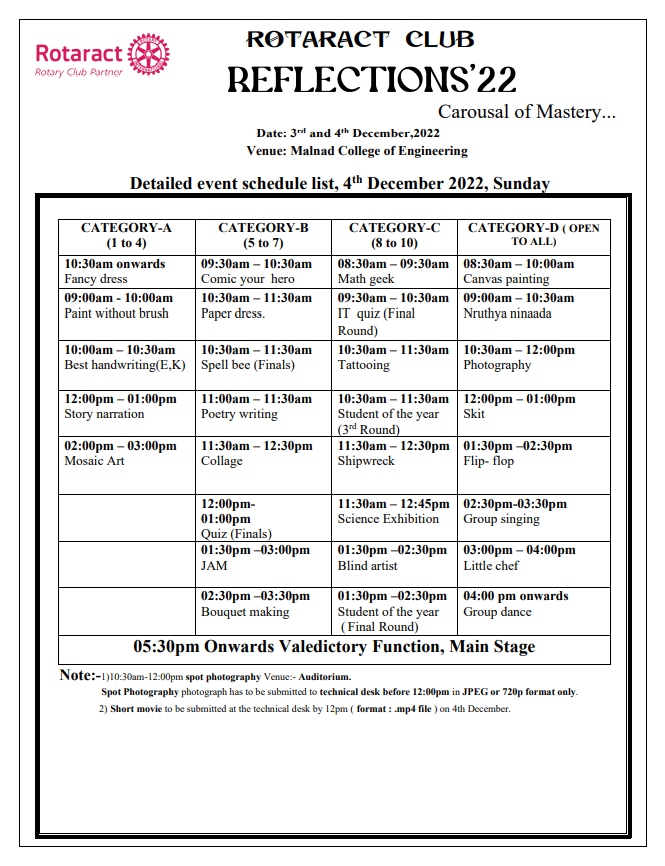 Rotaract
Rotary Club Partner
ROTARACT CLUB
REFLECTIONS'22
Carousal of Mastery...
Date: 3rd and 4th December,2022
Venue: Malnad College of Engineering
Detailed event schedule list, 4th December 2022, Sunday
CATEGORY-A
(1 to 4)
CATEGORY-B
(5 to 7)
CATEGORY-C
(8 to 10)
CATEGORY-D ( OPEN
TO ALL)
10:30am onwards
Fancy dress
09:30am – 10:30am
Comic your hero
08:30am – 09:30am
Math geek
08:30am – 10:00am
Canvas painting
09:00am - 10:00am
Paint without brush
10:30am – 11:30am
Paper dress.
09:30am – 10:30am
IT quiz (Final
Round)
09:00am – 10:30am
Nruthya ninaada
10:00am – 10:30am
Best handwriting(E,K)
10:30am – 11:30am
Spell bee (Finals)
10:30am – 11:30am
Tattooing
10:30am – 12:00pm
Photography
12:00pm – 01:00pm
Story narration
11:00am – 11:30am
Poetry writing
10:30am – 11:30am
Student of the year
(3rd Round)
12:00pm – 01:00pm
Skit
02:00pm – 03:00pm
Mosaic Art
11:30am – 12:30pm
Collage
11:30am – 12:30pm
Shipwreck
01:30pm –02:30pm
Flip- flop
12:00pm-
01:00pm
Quiz (Finals)
11:30am – 12:45pm
Science Exhibition
02:30pm-03:30pm
Group singing
01:30pm –03:00pm
JAM
01:30pm –02:30pm
Blind artist
03:00pm – 04:00pm
Little chef
02:30pm –03:30pm
Bouquet making
01:30pm –02:30pm
Student of the year
( Final Round)
04:00 pm onwards
Group dance
05:30pm Onwards Valedictory Function, Main Stage
Note:-1)10:30am-12:00pm spot photography Venue:- Auditorium.
Spot Photography photograph has to be submitted to technical desk before 12:00pm in JPEG or 720p format only.
2) Short movie to be submitted at the technical desk by 12pm ( format : .mp4 file ) on 4th December.